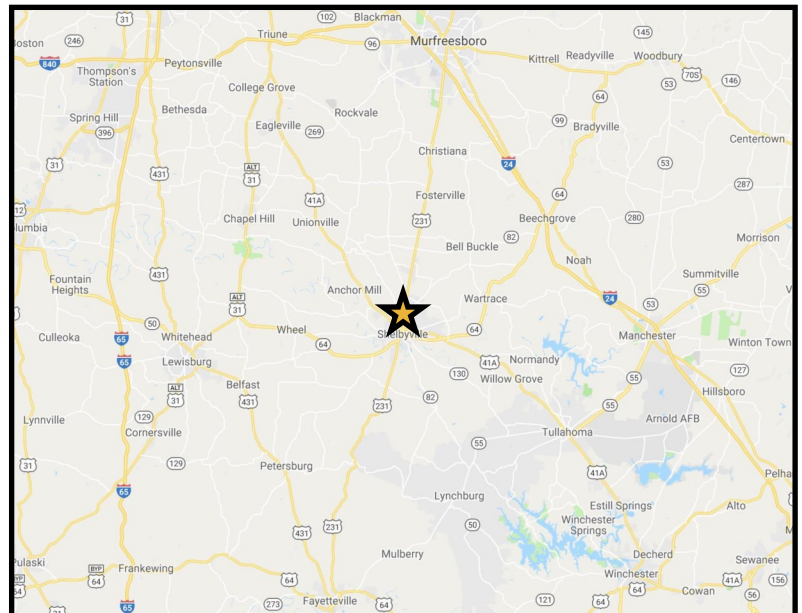 31
102
Blackman
Boston
246
Triune
96
Murfreesboro
145
840
Peytonsville
Kittrell
Readyville
Woodbury
Thompson's
Station
70S
53
146
College Grove
64
Spring Hill
Bethesda
Rockvale
99
Bradyville
396
Eagleville
269
Centertown
Christiana
24
31
431
ALT
31
53
287
41A
Fosterville
64
12
Chapel Hill
Unionville
231
Beechgrove
280
lumbia
82
Morrison
Bell Buckle
Noah
Summitville
431
Fountain
Heights
Anchor Mill
55
Wartrace
24
53
ALT
31
50
Wheel
64
Shelbyville
Manchester
Culleoka
65
Whitehead
64
Winton Town
65
Lewisburg
Normandy
41A
127
130
Willow Grove
55
Belfast
ALT
31
82
Hillsboro
431
231
55
Lynnville
129
Arnold AFB
Cornersville
Tullahoma
55
129
Petersburg
31
41A
Pelha
65
Lynchburg
Estill Springs
Alto
50
Winchester
Springs
431
231
Mulberry
Decherd
Pulaski
Sewanee
BYP
64
Frankewing
64
Winchester
41A
156
BYP
64
64
Cowan
56
273
Fayetteville
64
121
64
31
65